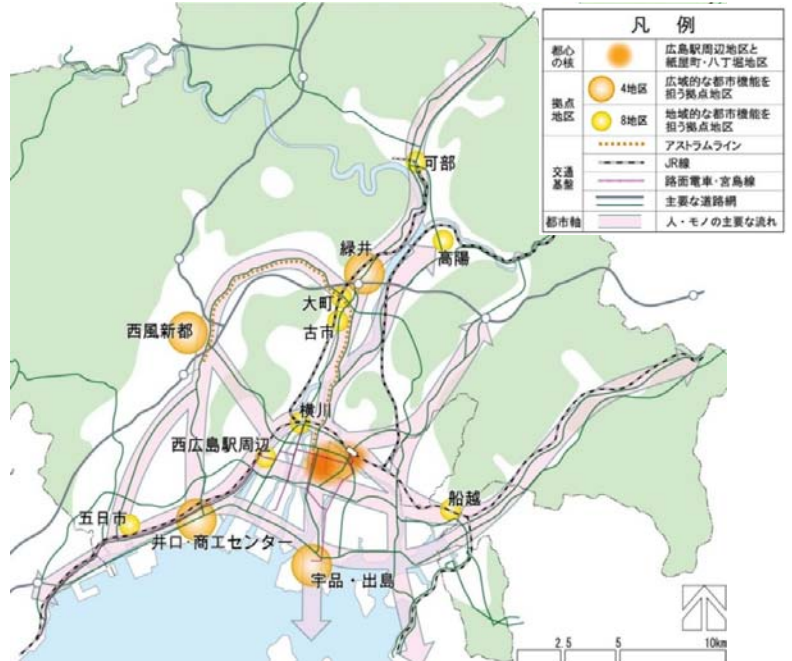 凡 例
都心
の核
広島駅周辺地区と
紙屋町・八丁堀地区
拠点
地区
4地区
広域的な都市機能を
担う拠点地区
8地区
地域的な都市機能を
担う拠点地区
交通
基盤
アストラムライン
JR線
路面電車・宮島線
主要な道路網
都市軸
人・モノの主要な流れ
可部
高陽
緑井
大町
古市
西風新都
横川
西広島駅周辺
船越
五日市
井口・商工センター
宇品・出島
2.5
5
10km